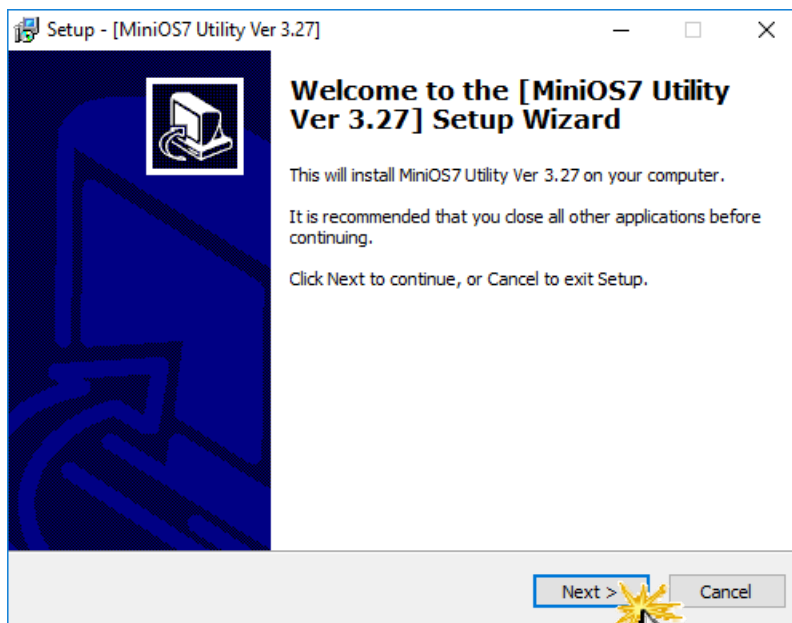 Setup - [MiniOS7 Utility Ver 3.27]
Welcome to the [MiniOS7 Utility
Ver 3.27] Setup Wizard
This will install MiniOS7 Utility Ver 3.27 on your computer.
It is recommended that you close all other applications before
continuing.
Click Next to continue, or Cancel to exit Setup.
Next > Cancel